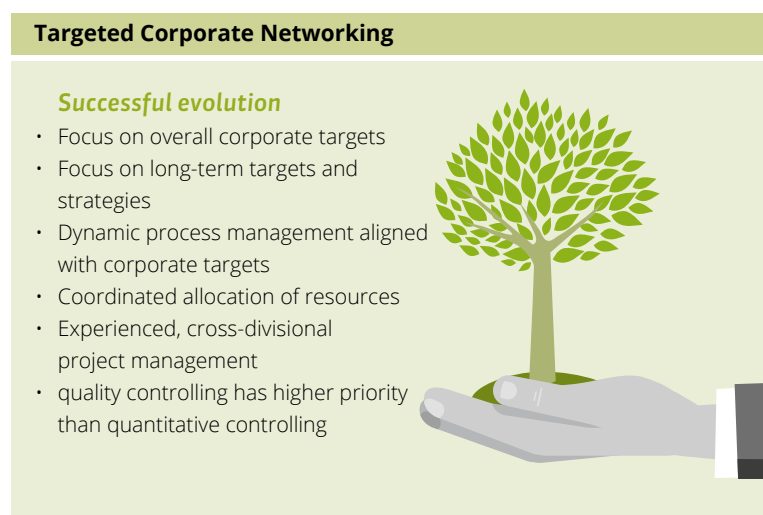 Targeted Corporate Networking
Successful evolution
• Focus on overall corporate targets
• Focus on long-term targets and
strategies
• Dynamic process management aligned
with corporate targets
• Coordinated allocation of resources
• Experienced, cross-divisional
project management
• quality controlling has higher priority
than quantitative controlling